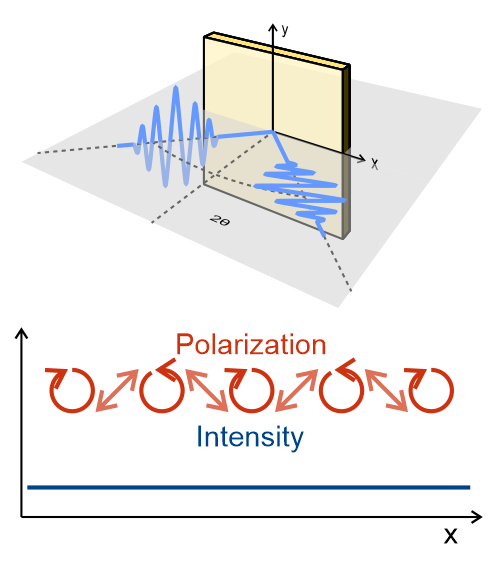 y
x
2θ
Polarization
Intensity
x